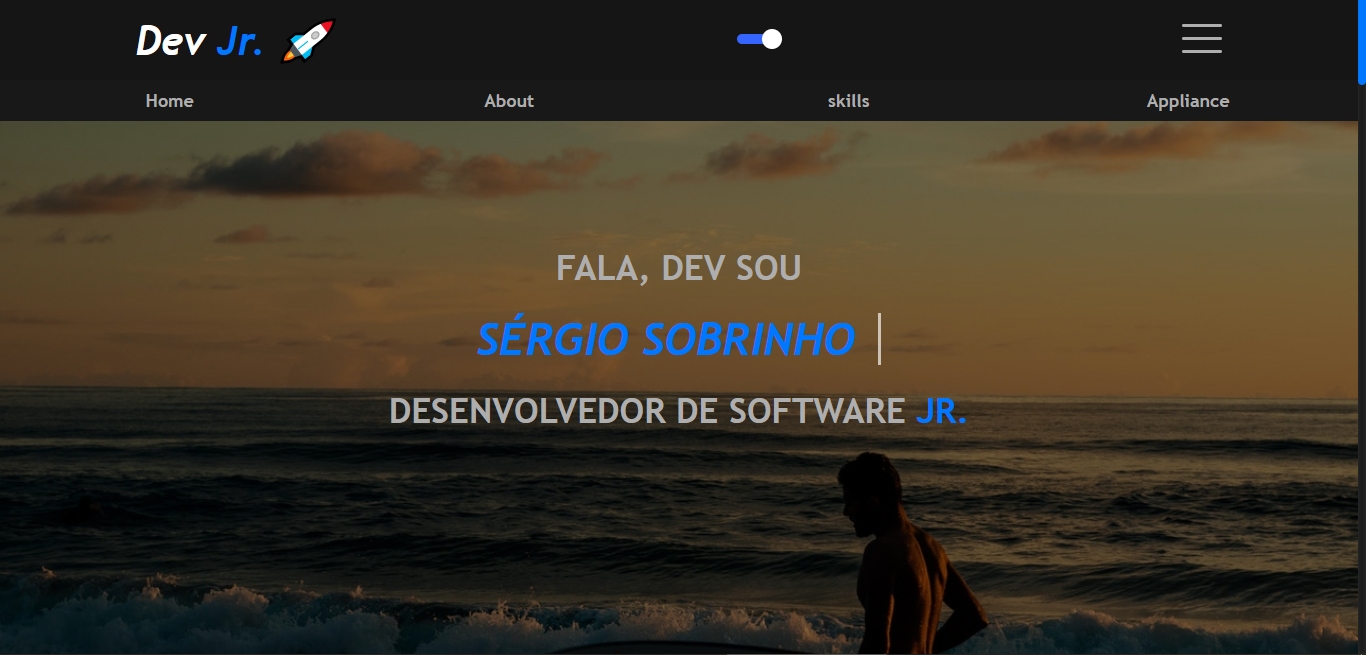 Dev Jr.
Home About skills Appliance
FALA, DEV SOU
SÉRGIO SOBRINHO
DESENVOLVEDOR DE SOFTWARE JR.